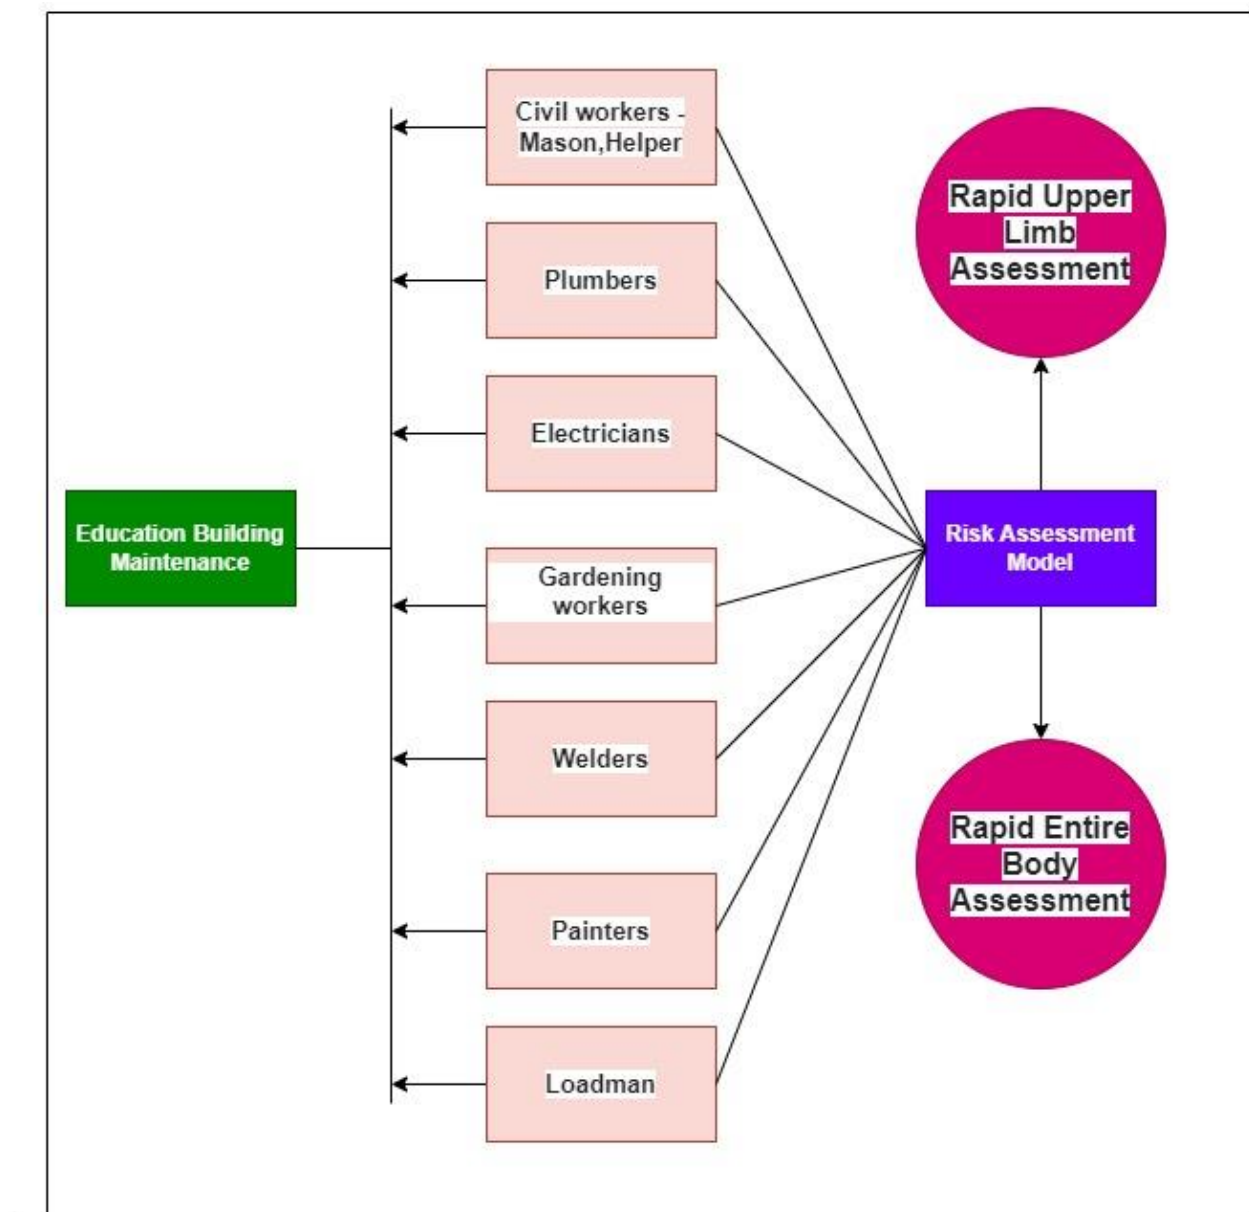 Civil workers -
Mason,Helper
Plumbers
Electricians
Education Building
Maintenance
Gardening
workers
Welders
Painters
Loadman
Rapid Upper
Limb
Assessment
Risk Assessment
Model
Rapid Entire
Body
Assessment